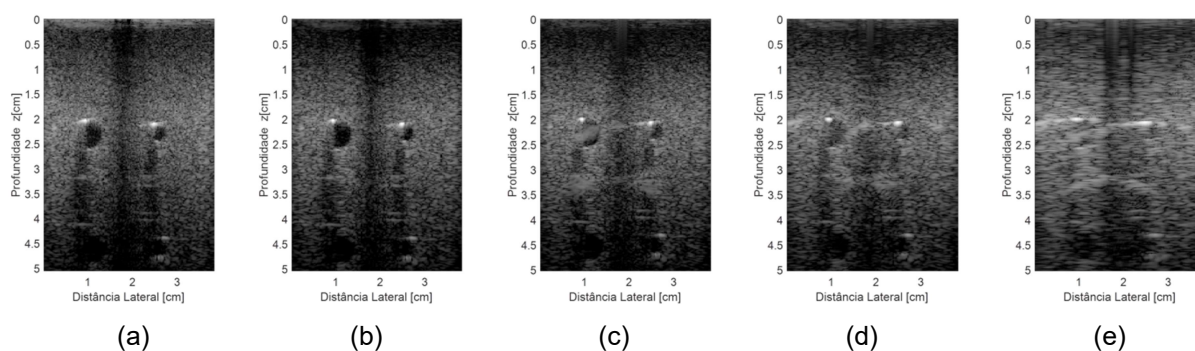 0 0.5 1 1.5 2 2.5 3 3.5 4 4.5 5
Profundidade z[cm]
1 2 3
Distância Lateral [cm]
(a)
0 0.5 1 1.5 2 2.5 3 3.5 4 4.5 5
Profundidade z[cm]
1 2 3
Distância Lateral [cm]
(b)
0 0.5 1 1.5 2 2.5 3 3.5 4 4.5 5
Profundidade z[cm]
1 2 3
Distância Lateral [cm]
(c)
0 0.5 1 1.5 2 2.5 3 3.5 4 4.5 5
Profundidade z[cm]
1 2 3
Distância Lateral [cm]
(d)
0 0.5 1 1.5 2 2.5 3 3.5 4 4.5 5
Profundidade z[cm]
1 2 3
Distância Lateral [cm]
(e)